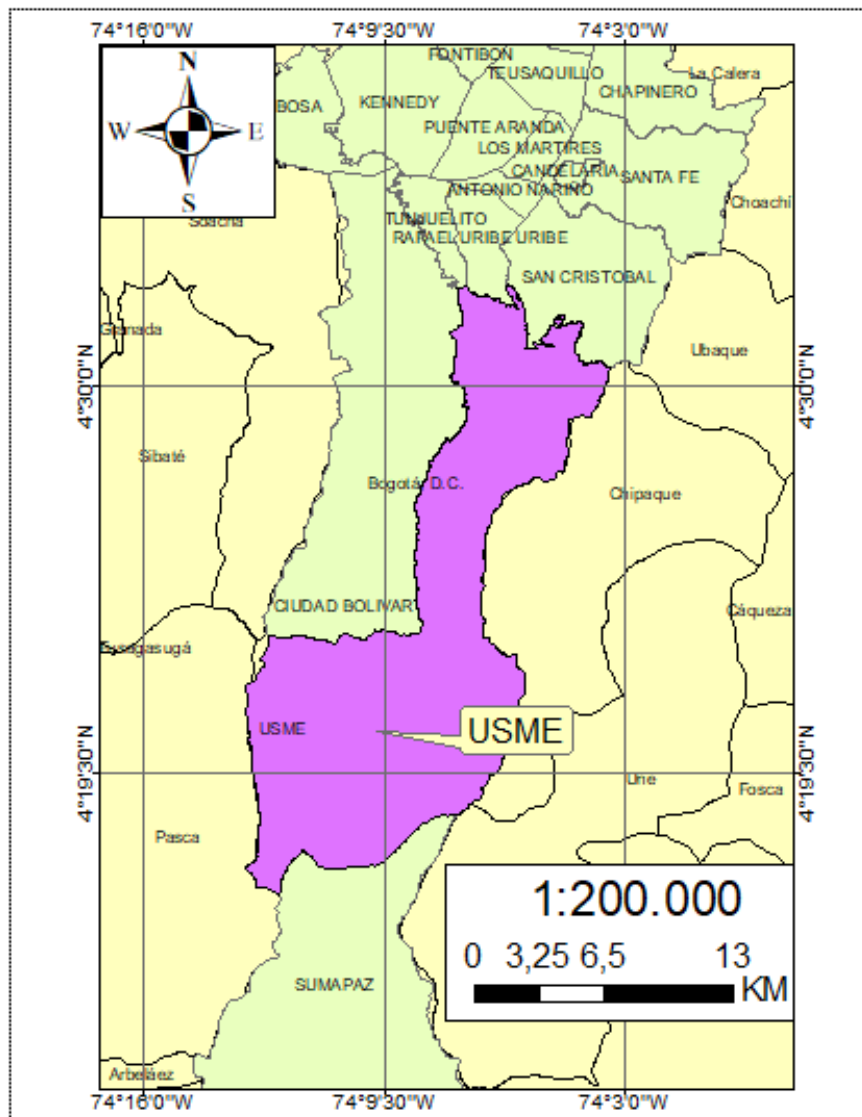 74°16'0"W 74°9'30"W 74°3'0"W
N
W E
S
FONTIBON
TEUSAQUILLO
La Calera
BOSA
KENNEDY
CHAPINERO
PUENTE ARANDA
LOS MARTIRES
CANDELARIA
SANTA FE
ANTONIO NARIÑO
Choachí
Soacha
TUNJUELITO
RAFAEL URIBE URIBE
SAN CRISTOBAL
Granada
Ubaque
4°30'0"N 4°30'0"N
Sibaté
Bogotá D.C.
Chipaque
CIUDAD BOLIVAR
Cáqueza
Fusagasugá
USME
USME
4°19'30"N 4°19'30"N
Une
Fosca
Pasca
1:200.000
0 3,25 6,5 13
KM
SUMAPAZ
Arbeláez
74°16'0"W 74°9'30"W 74°3'0"W